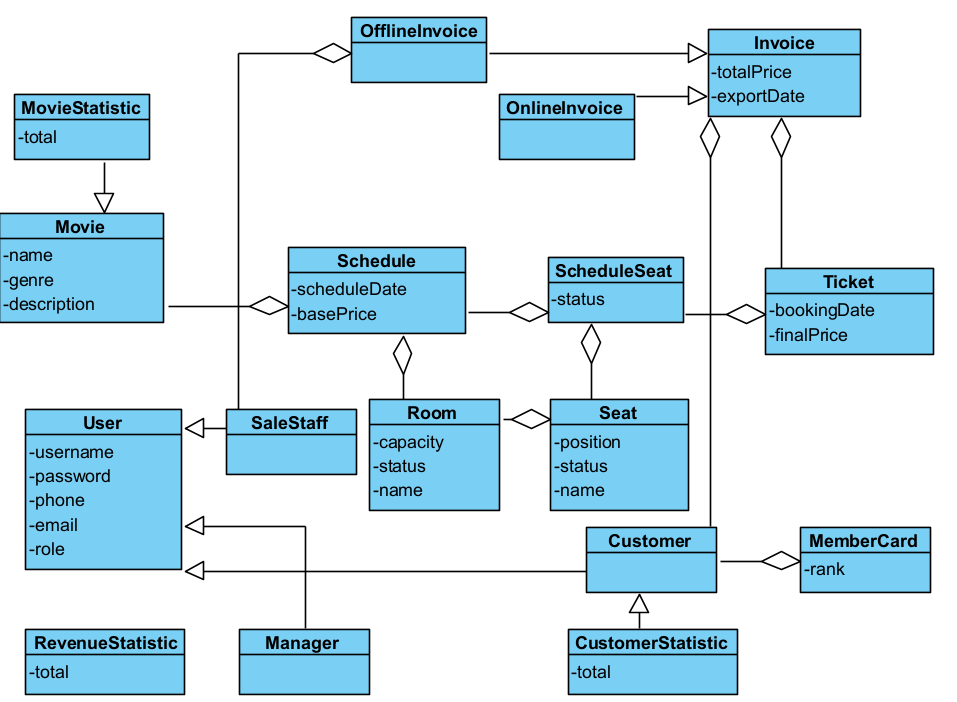 OfflineInvoice
Invoice
-totalPrice
-exportDate
MovieStatistic
-total
OnlineInvoice
Movie
-name
-genre
-description
Schedule
-scheduleDate
-basePrice
ScheduleSeat
-status
Ticket
-bookingDate
-finalPrice
User
-username
-password
-phone
-email
-role
SaleStaff
Room
-capacity
-status
-name
Seat
-position
-status
-name
Customer
MemberCard
-rank
RevenueStatistic
-total
Manager
CustomerStatistic
-total